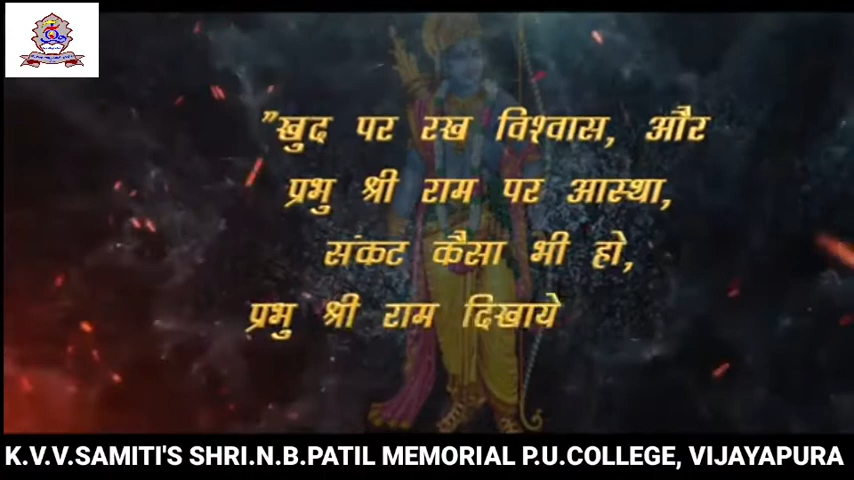 "खुद पर रख विश्वास, और
प्रभु श्री राम पर आस्था,
संकट कैसा भी हो,
प्रभु श्री राम दिखाये
K.V.V.SAMITI'S SHRI.N.B.PATIL MEMORIAL P.U.COLLEGE, VIJAYAPURA